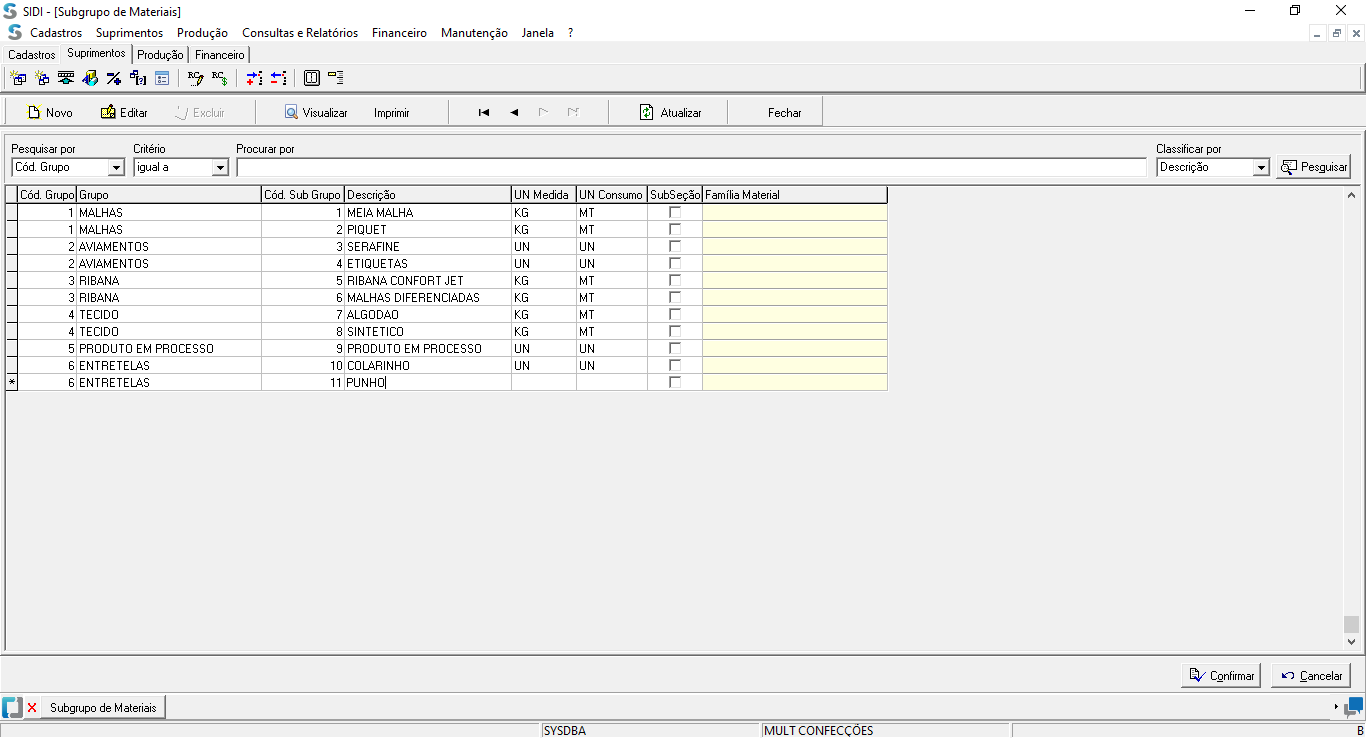 SIDI - [Subgrupo de Materiais]
Cadastros Suprimentos Produção Consultas e Relatórios Financeiro Manutenção Janela ?
Cadastros Suprimentos Produção Financeiro
Novo Editar Excluir Visualizar Imprimir Atualizar Fechar
Pesquisar por Critério Procurar por Classificar por
Cód. Grupo igual a Descrição Pesquisar
Cód. Grupo Grupo Cód. Sub Grupo Descrição UN Medida UN Consumo SubSeção Família Material
1 MALHAS 1 MEIA MALHA KG MT
1 MALHAS 2 PIQUET KG MT
2 AVIAMENTOS 3 SERAFINE UN UN
2 AVIAMENTOS 4 ETIQUETAS UN UN
3 RIBANA 5 RIBANA CONFORT JET KG MT
3 RIBANA 6 MALHAS DIFERENCIADAS KG MT
4 TECIDO 7 ALGODAO KG MT
4 TECIDO 8 SINTETICO KG MT
5 PRODUTO EM PROCESSO 9 PRODUTO EM PROCESSO UN UN
6 ENTRETELAS 10 COLARINHO UN UN
* 6 ENTRETELAS 11 PUNHO
Confirmar Cancelar
Subgrupo de Materiais
SYSDBA MULT CONFECÇÕES B